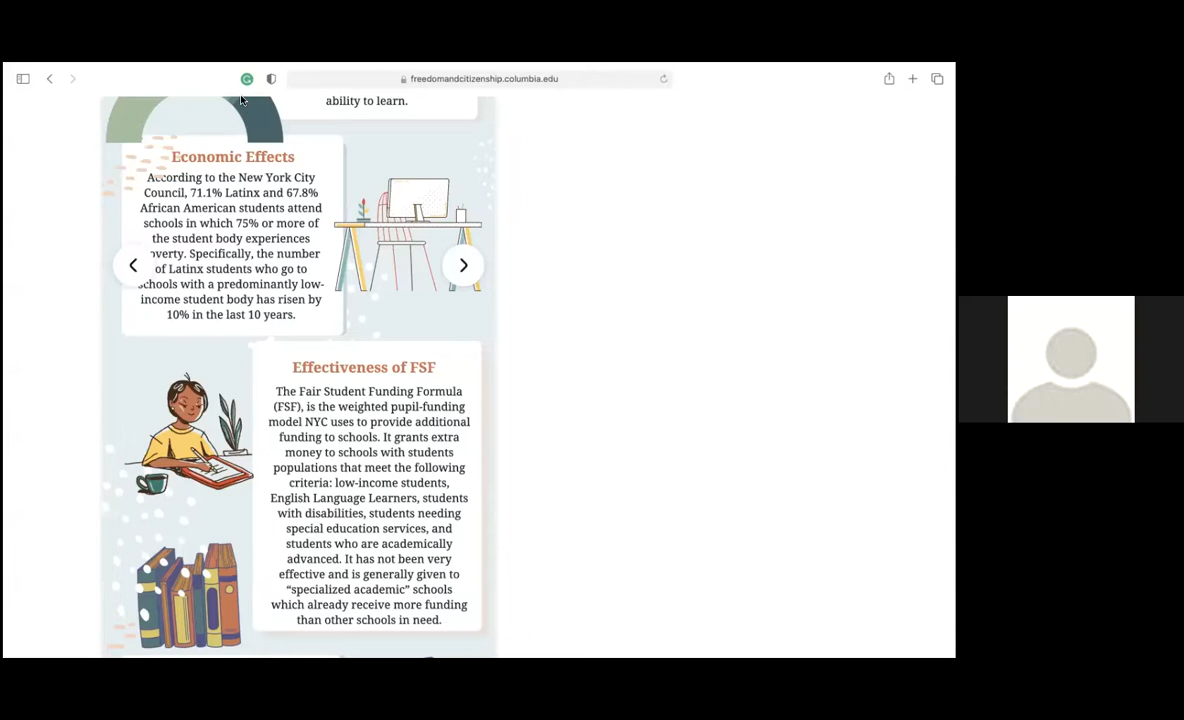 freedomandcitizenship.columbia.edu
ability to learn.
Economic Effects
According to the New York City
Council, 71.1% Latinx and 67.8%
African American students attend
schools in which 75% or more of
the student body experiences
overty. Specifically, the number
of Latinx students who go to
schools with a predominantly low-
income student body has risen by
10% in the last 10 years.
Effectiveness of FSF
The Fair Student Funding Formula
(FSF), is the weighted pupil-funding
model NYC uses to provide additional
funding to schools. It grants extra
money to schools with students
populations that meet the following
criteria: low-income students,
English Language Learners, students
with disabilities, students needing
special education services, and
students who are academically
advanced. It has not been very
effective and is generally given to
“specialized academic” schools
which already receive more funding
than other schools in need.